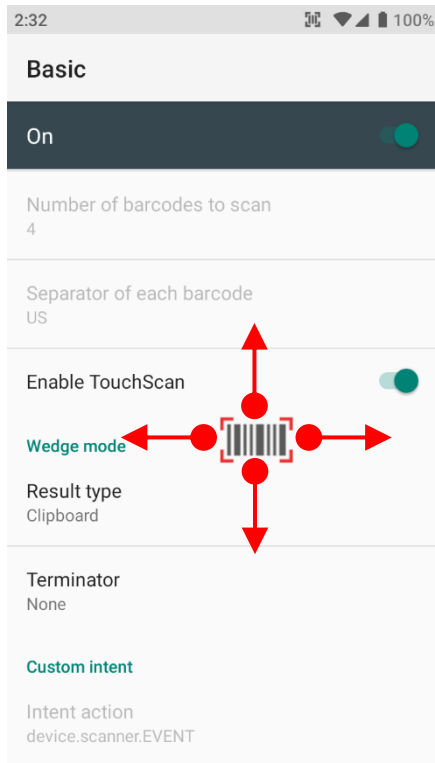 2:32
100%
Basic
On
Number of barcodes to scan
4
Separator of each barcode
US
Enable TouchScan
Wedge mode
Result type
Clipboard
Terminator
None
Custom intent
Intent action
device.scanner.EVENT